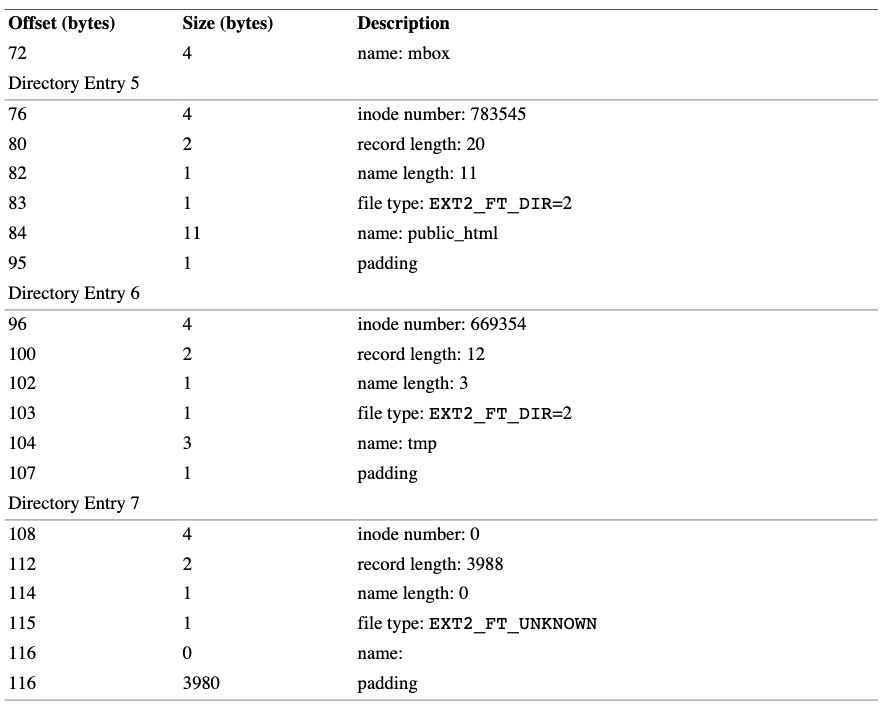 Offset (bytes) Size (bytes) Description
72 4 name: mbox
Directory Entry 5
76 4 inode number: 783545
80 2 record length: 20
82 1 name length: 11
83 1 file type: EXT2_FT_DIR=2
84 11 name: public_html
95 1 padding
Directory Entry 6
96 4 inode number: 669354
100 2 record length: 12
102 1 name length: 3
103 1 file type: EXT2_FT_DIR=2
104 3 name: tmp
107 1 padding
Directory Entry 7
108 4 inode number: 0
112 2 record length: 3988
114 1 name length: 0
115 1 file type: EXT2_FT_UNKNOWN
116 0 name:
116 3980 padding